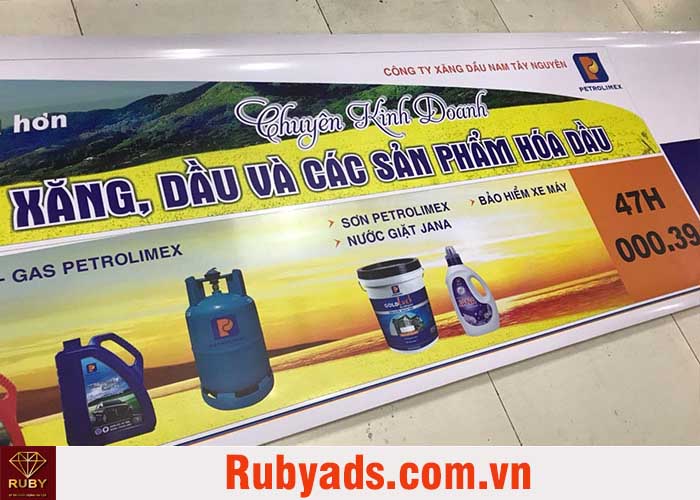 CÔNG TY XĂNG DẦU NAM TÂY NGUYÊN
PETROLIMEX
hơn
Chuyên Kinh Doanh
XĂNG, DẦU VÀ CÁC SẢN PHẨM HÓA DẦU
GAS PETROLIMEX
SƠN PETROLIMEX
NƯỚC GIẶT JANA
BẢO HIỂM XE MÁY
47H
000.39
PETROLIMEX
GOLD
RUBY
Rubyads.com.vn